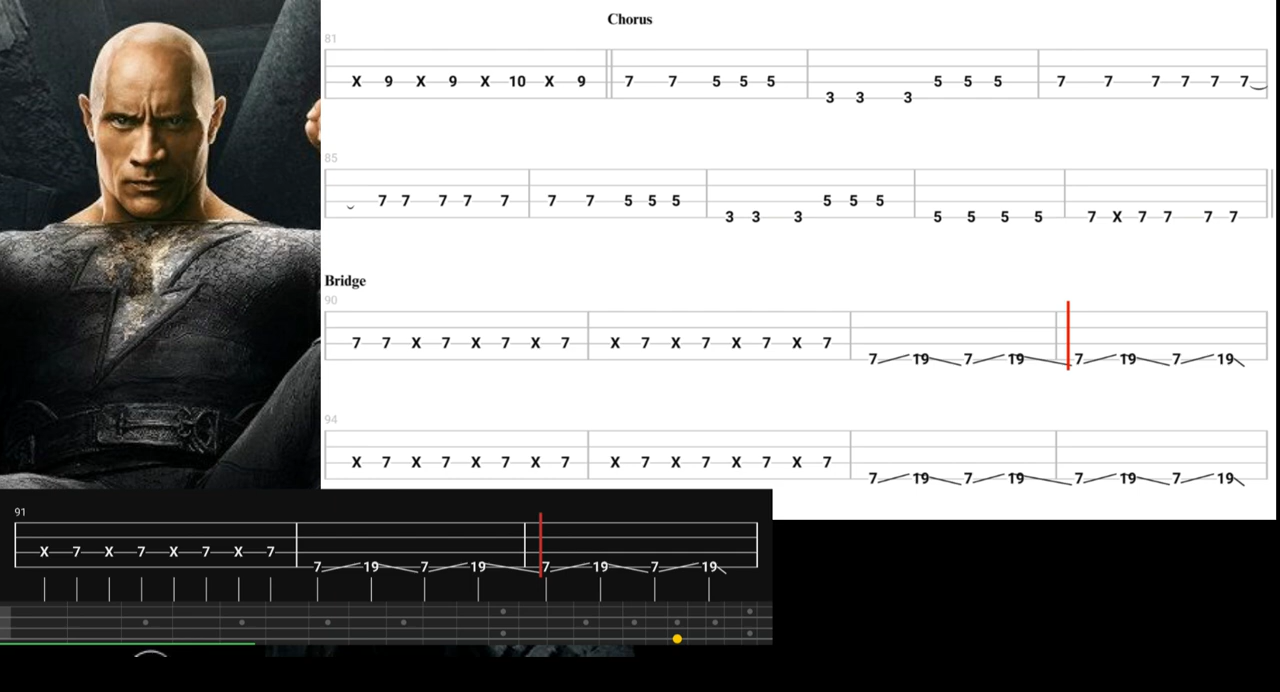 Chorus
81
X 9 X 9 X 10 X 9 7 7 5 5 5 3 3 3 5 5 5 7 7 7 7 7 7
85
7 7 7 7 7 7 7 5 5 5 3 3 3 5 5 5 5 5 5 5 7 X 7 7 7 7
Bridge
90
7 7 X 7 X 7 X 7 X 7 X 7 X 7 X 7 7 19 7 19 7 19 7 19
94
X 7 X 7 X 7 X 7 X 7 X 7 X 7 X 7 7 19 7 19 7 19 7 19
91
X 7 X 7 X 7 X 7 7 19 7 19 7 19 7 19